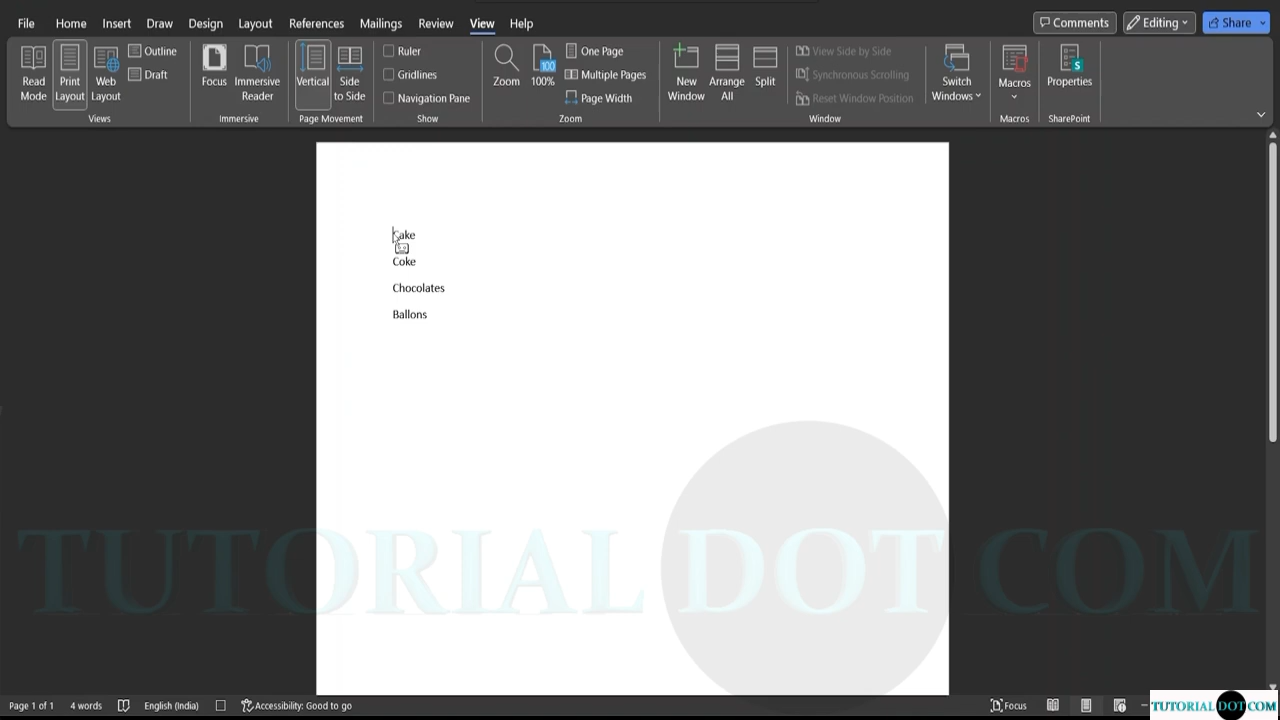 File Home Insert Draw Design Layout References Mailings Review View Help Comments Editing Share
Read Mode
Print Layout
Web Layout
Outline
Draft
Views
Focus
Immersive Reader
Immersive
Vertical
Side to Side
Page Movement
Ruler
Gridlines
Navigation Pane
Show
Zoom
100
100%
One Page
Multiple Pages
Page Width
Zoom
New Window
Arrange All
Split
View Side by Side
Synchronous Scrolling
Reset Window Position
Window
Switch Windows
Macros
Macros
S
Properties
SharePoint
Cake
Coke
Chocolates
Ballons
TUTORIAL DOT COM
Page 1 of 1 4 words English (India) Accessibility: Good to go Focus
TUTORIAL DOT COM